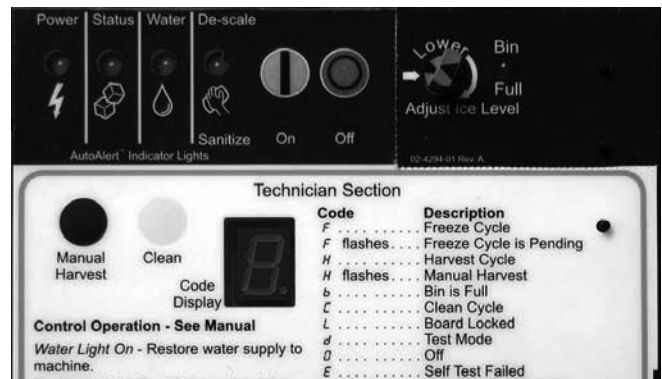 Power Status Water De-scale
Lower
Bin
Full
Adjust Ice Level
Sanitize On Off
AutoAlert™ Indicator Lights
02-4294-01 Rev. A
Technician Section
Manual
Harvest
Clean
Code
Display
Code Description
F .......... Freeze Cycle
F flashes .... Freeze Cycle is Pending
H .......... Harvest Cycle
H flashes .... Manual Harvest
b .......... Bin is Full
C .......... Clean Cycle
L .......... Board Locked
d .......... Test Mode
0 .......... Off
E .......... Self Test Failed
Control Operation - See Manual
Water Light On - Restore water supply to
machine.